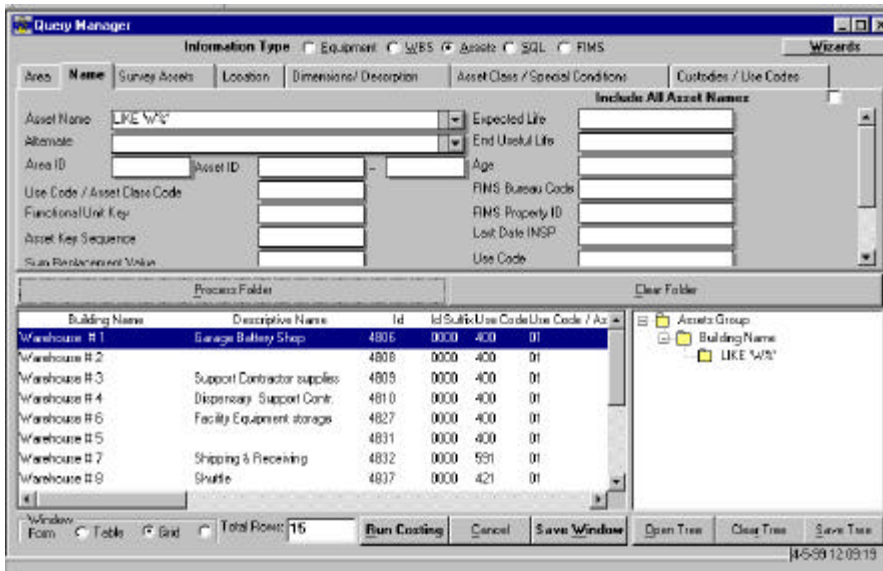 Query Manager
Information Type Equipment WBS Assets SQL FIMS Wizards
Area Name Survey Assets Location Dimensions/ Description Asset Class / Special Conditions Custodies / Use Codes
Include All Asset Names
Asset Name LIKE 'W%' Expected Life
Alternate End Useful Life
Area ID Asset ID - Age
Use Code / Asset Class Code FIMS Bureau Code
Functional Unit Key FIMS Property ID
Asset Key Sequence Last Date INSP
Sum Replacement Value Use Code
Process Folder Clear Folder
Building Name Descriptive Name Id Id Suffix Use Code Use Code / As
Warehouse # 1 Garage Battery Shop 4806 0000 400 01
Warehouse # 2 4808 0000 400 01
Warehouse # 3 Support Contractor supplies 4809 0000 400 01
Warehouse # 4 Dispensary Support Contr. 4810 0000 400 01
Warehouse # 6 Facility Equipment storage 4827 0000 400 01
Warehouse # 5 4831 0000 400 01
Warehouse # 7 Shipping & Receiving 4832 0000 591 01
Warehouse # 8 Shuttle 4837 0000 421 01
Assets Group
Building Name
LIKE 'W%'
Window
Form Table Grid Total Rows: 16 Run Costing Cancel Save Window Open Tree Clear Tree Save Tree
4-5-99 12:09:19